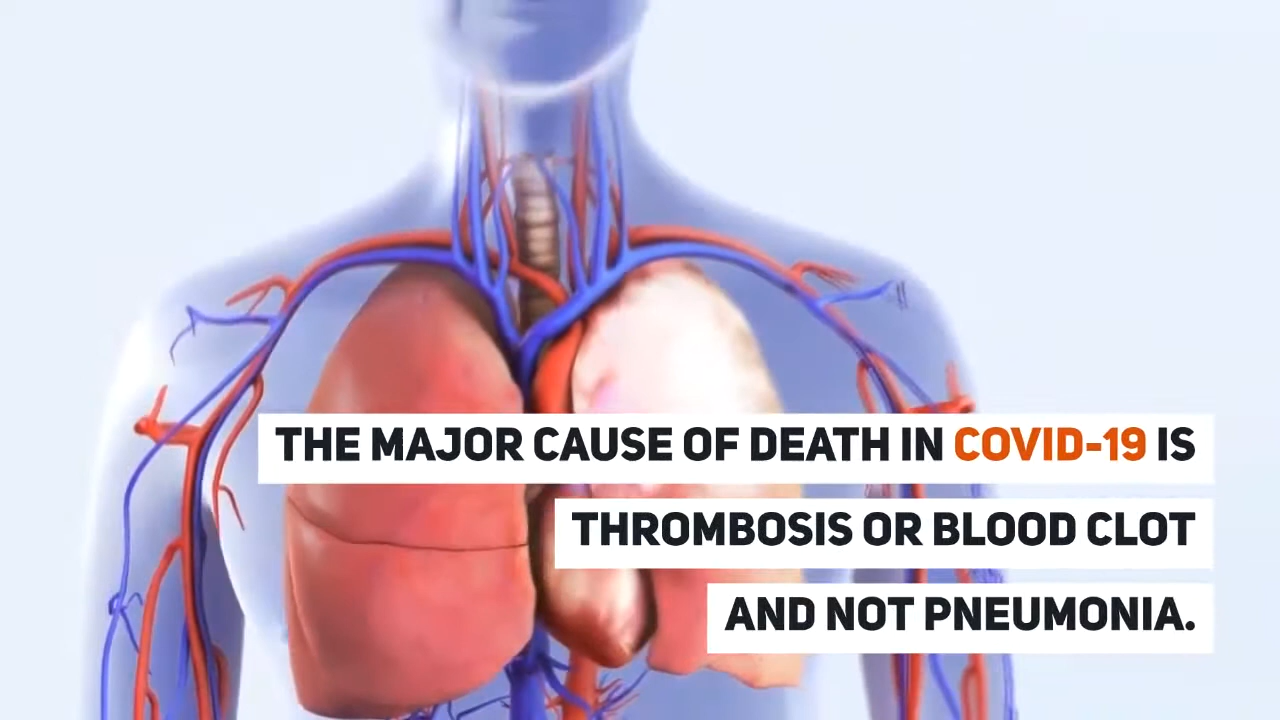 THE MAJOR CAUSE OF DEATH IN COVID-19 IS
THROMBOSIS OR BLOOD CLOT
AND NOT PNEUMONIA.